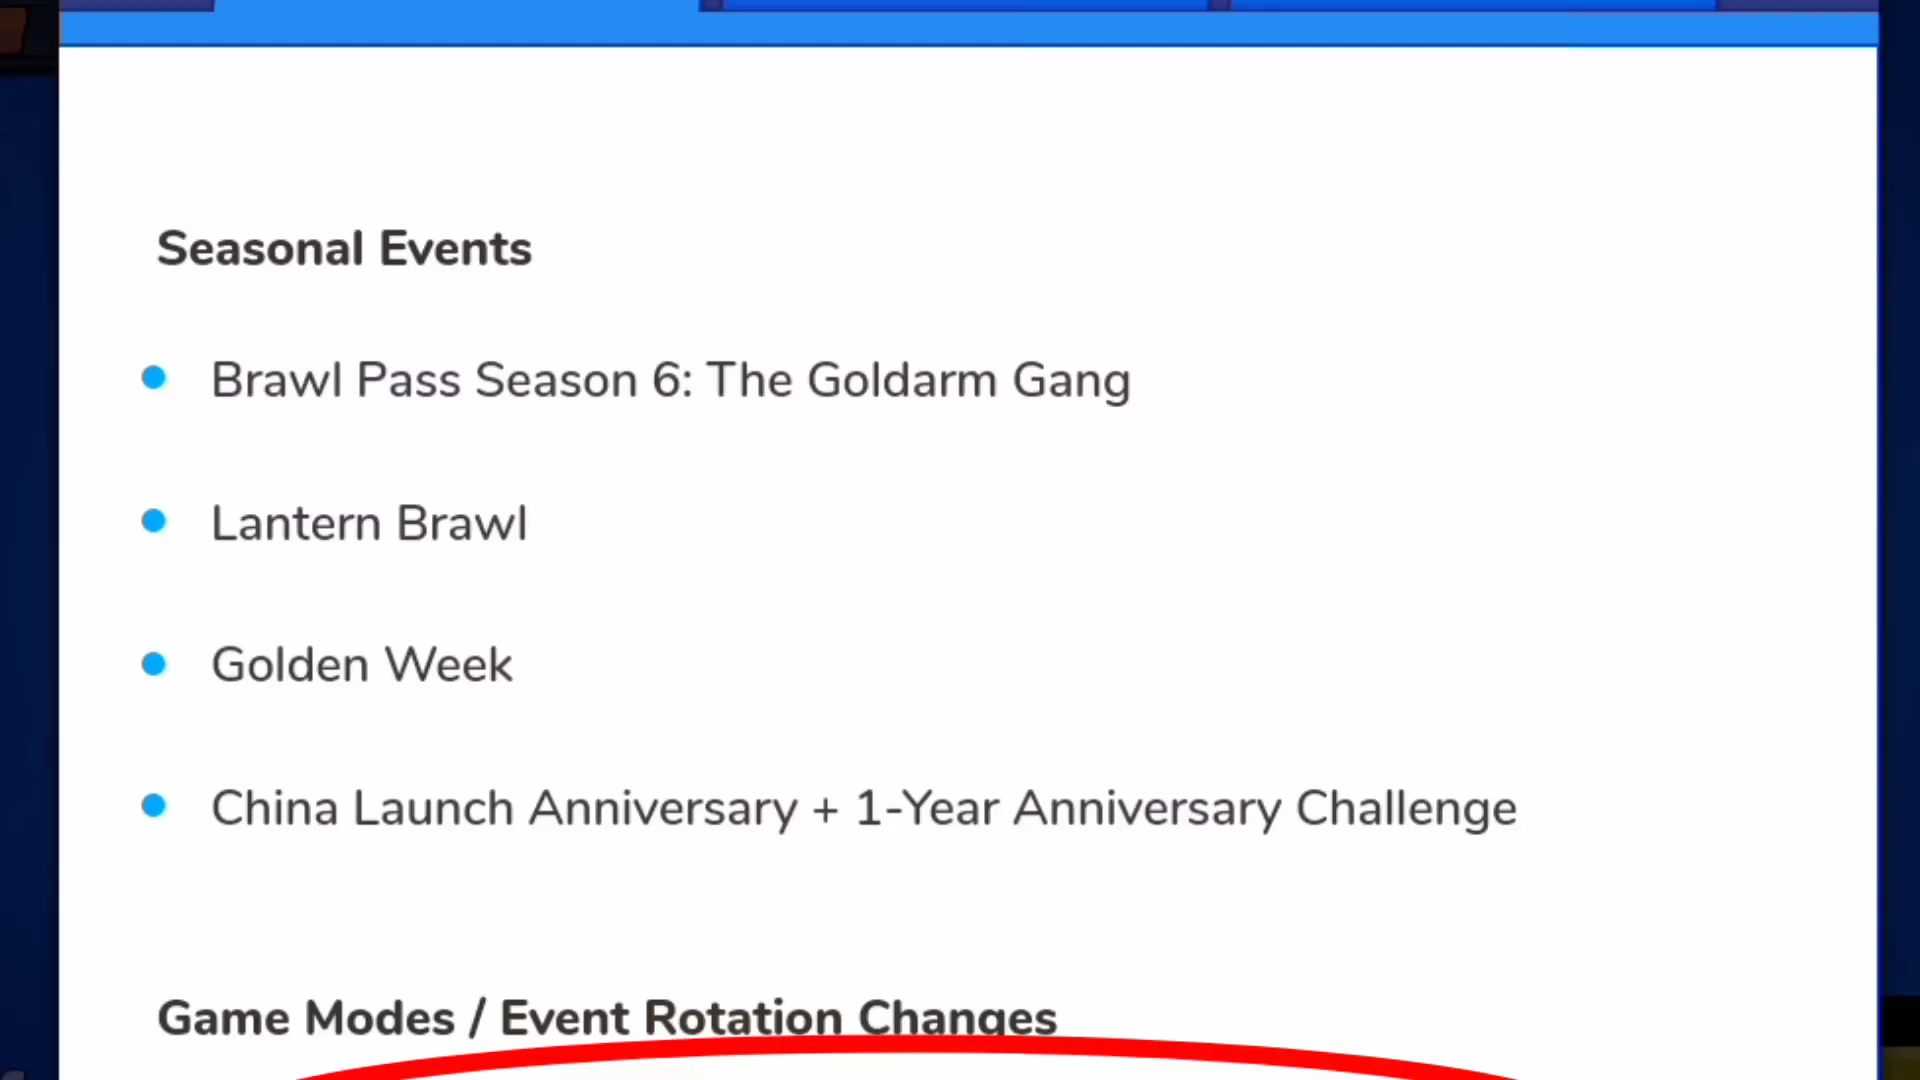 Seasonal Events
Brawl Pass Season 6: The Goldarm Gang
Lantern Brawl
Golden Week
China Launch Anniversary + 1-Year Anniversary Challenge
Game Modes / Event Rotation Changes